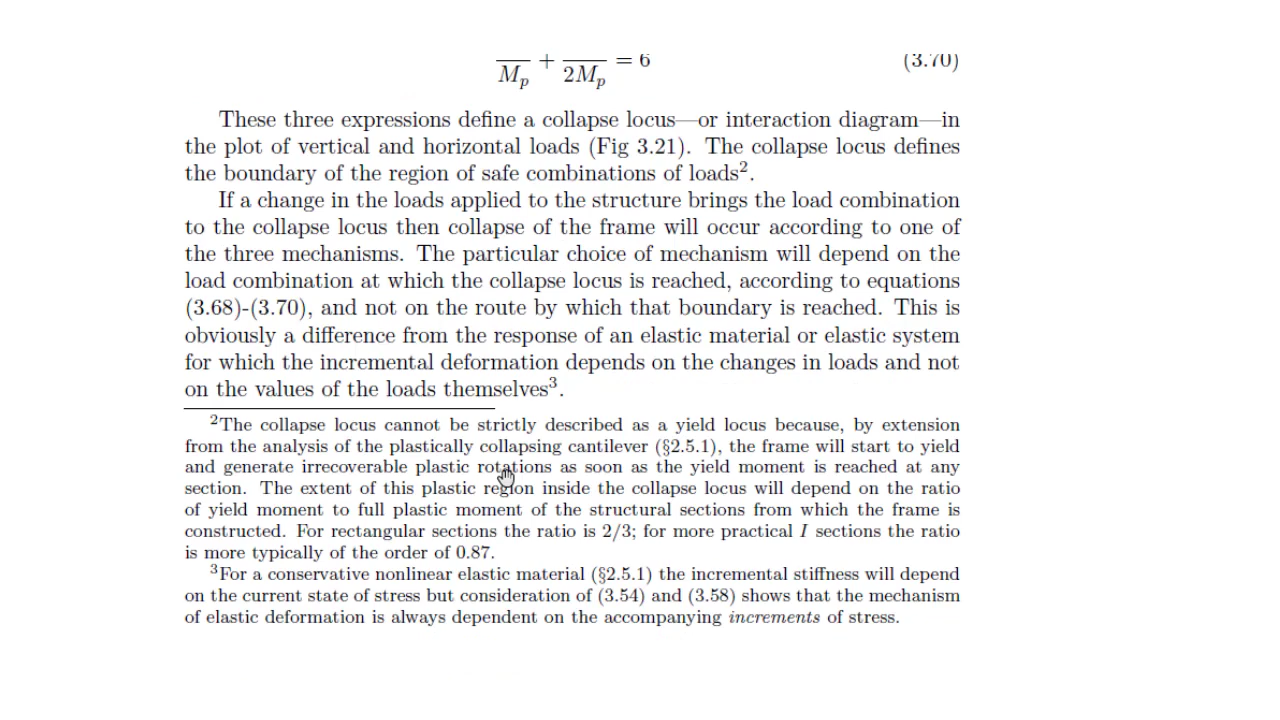 M_p + 2M_p = 6 (3.70)
These three expressions define a collapse locus—or interaction diagram—in
the plot of vertical and horizontal loads (Fig 3.21). The collapse locus defines
the boundary of the region of safe combinations of loads².
If a change in the loads applied to the structure brings the load combination
to the collapse locus then collapse of the frame will occur according to one of
the three mechanisms. The particular choice of mechanism will depend on the
load combination at which the collapse locus is reached, according to equations
(3.68)-(3.70), and not on the route by which that boundary is reached. This is
obviously a difference from the response of an elastic material or elastic system
for which the incremental deformation depends on the changes in loads and not
on the values of the loads themselves³.
²The collapse locus cannot be strictly described as a yield locus because, by extension
from the analysis of the plastically collapsing cantilever (§2.5.1), the frame will start to yield
and generate irrecoverable plastic rotations as soon as the yield moment is reached at any
section. The extent of this plastic region inside the collapse locus will depend on the ratio
of yield moment to full plastic moment of the structural sections from which the frame is
constructed. For rectangular sections the ratio is 2/3; for more practical I sections the ratio
is more typically of the order of 0.87.
³For a conservative nonlinear elastic material (§2.5.1) the incremental stiffness will depend
on the current state of stress but consideration of (3.54) and (3.58) shows that the mechanism
of elastic deformation is always dependent on the accompanying increments of stress.